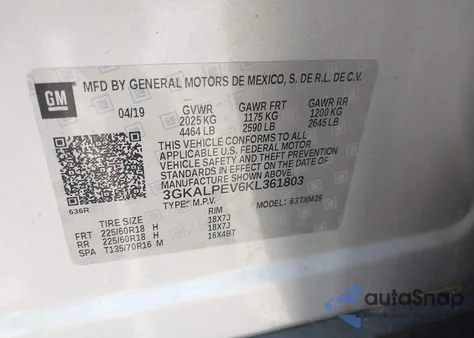 GM
MFD BY GENERAL MOTORS DE MEXICO, S. DE R.L. DE C.V.
04/19 GVWR GAWR FRT GAWR RR
2025 KG 1175 KG 1200 KG
4464 LB 2590 LB 2645 LB
THIS VEHICLE CONFORMS TO ALL
APPLICABLE U.S. FEDERAL MOTOR
VEHICLE SAFETY AND THEFT PREVENTION
STANDARDS IN EFFECT ON THE DATE OF
MANUFACTURE SHOWN ABOVE.
3GKALPEV6KL361803
636R TYPE: M.P.V. MODEL: 63TXM26
TIRE SIZE RIM
FRT 225/60R18 H 18X7J
RR 225/60R18 H 18X7J
SPA T135/70R16 M 16X4BT
autoSnap